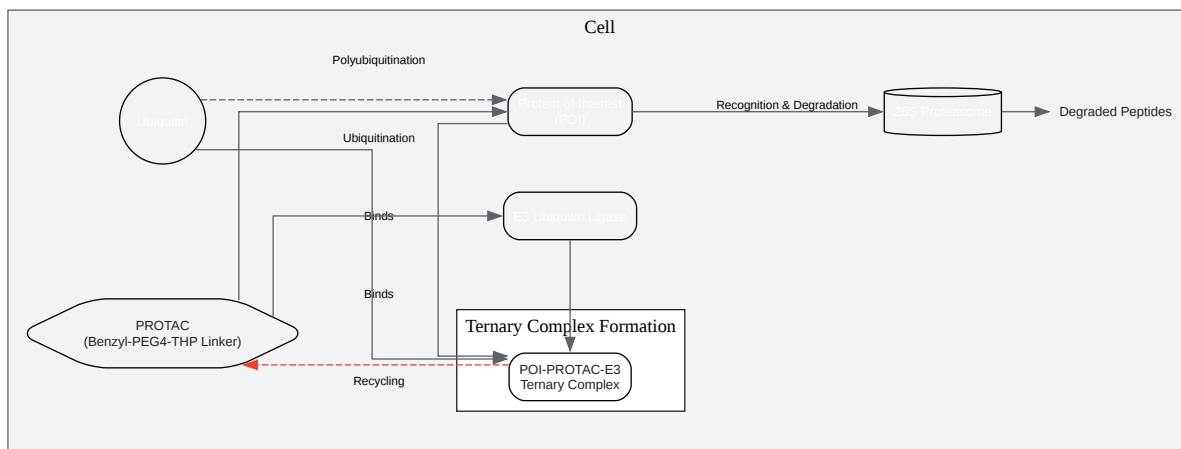 Cell
Polyubiquitination
Ubiquitin
Protein of Interest
(POI)
Recognition & Degradation
26S Proteasome
Degraded Peptides
Ubiquitination
Binds
E3 Ubiquitin Ligase
Binds
Ternary Complex Formation
PROTAC
(Benzyl-PEG4-THP Linker)
POI-PROTAC-E3
Ternary Complex
Recycling